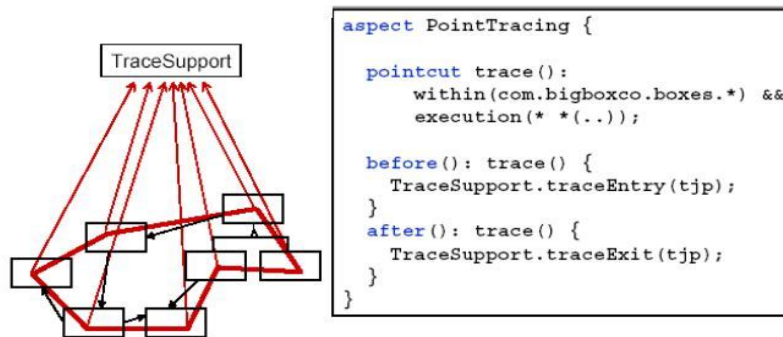 TraceSupport
aspect PointTracing {
pointcut trace():
within(com.bigboxco.boxes.*) &&
execution(* *(..));
before(): trace() {
TraceSupport.traceEntry(tjp);
}
after(): trace() {
TraceSupport.traceExit(tjp);
}
}